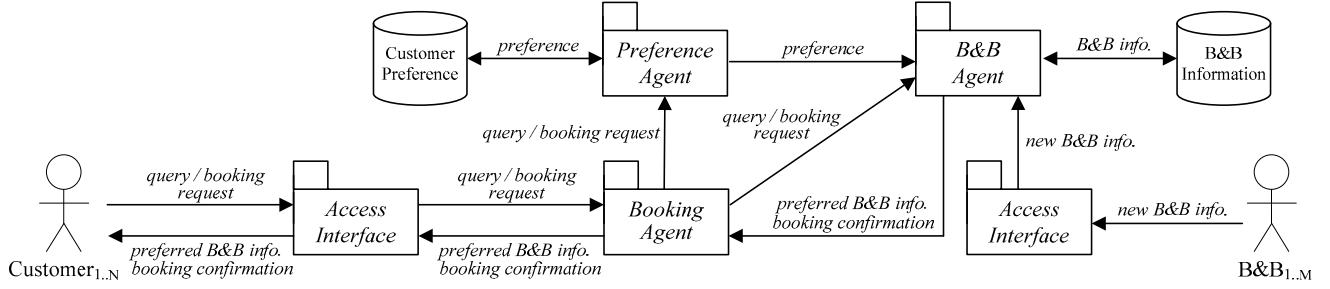 Customer
Preference
preference
Preference
Agent
preference
B&B
Agent
B&B info.
B&B
Information
query / booking request
query / booking
request
new B&B info.
query / booking
request
Access
Interface
query / booking
request
Booking
Agent
preferred B&B info.
booking confirmation
Access
Interface
new B&B info.
preferred B&B info.
booking confirmation
preferred B&B info.
booking confirmation
Customer1..N
B&B1..M